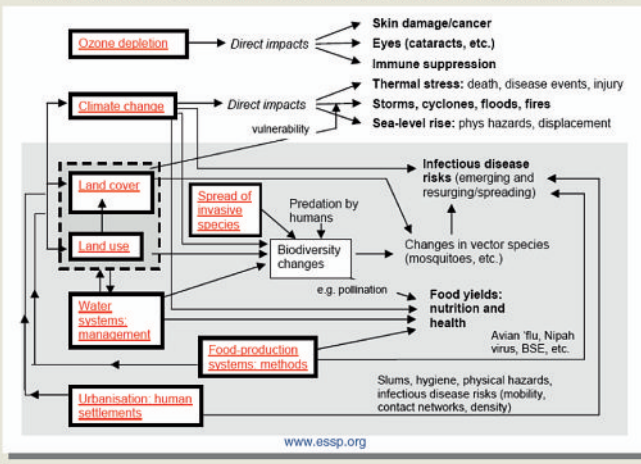 Ozone depletion
Direct impacts
Skin damage/cancer
Eyes (cataracts, etc.)
Immune suppression
Climate change
Direct impacts
Thermal stress: death, disease events, injury
Storms, cyclones, floods, fires
Sea-level rise: phys hazards, displacement
vulnerability
Land cover
Land use
Spread of
invasive
species
Predation by
humans
Infectious disease
risks (emerging and
resurging/spreading)
Biodiversity
changes
Changes in vector species
(mosquitoes, etc.)
e.g. pollination
Water
systems:
management
Food yields:
nutrition and
health
Food-production
systems: methods
Avian 'flu, Nipah
virus, BSE, etc.
Urbanisation: human
settlements
Slums, hygiene, physical hazards,
infectious disease risks (mobility,
contact networks, density)
www.essp.org